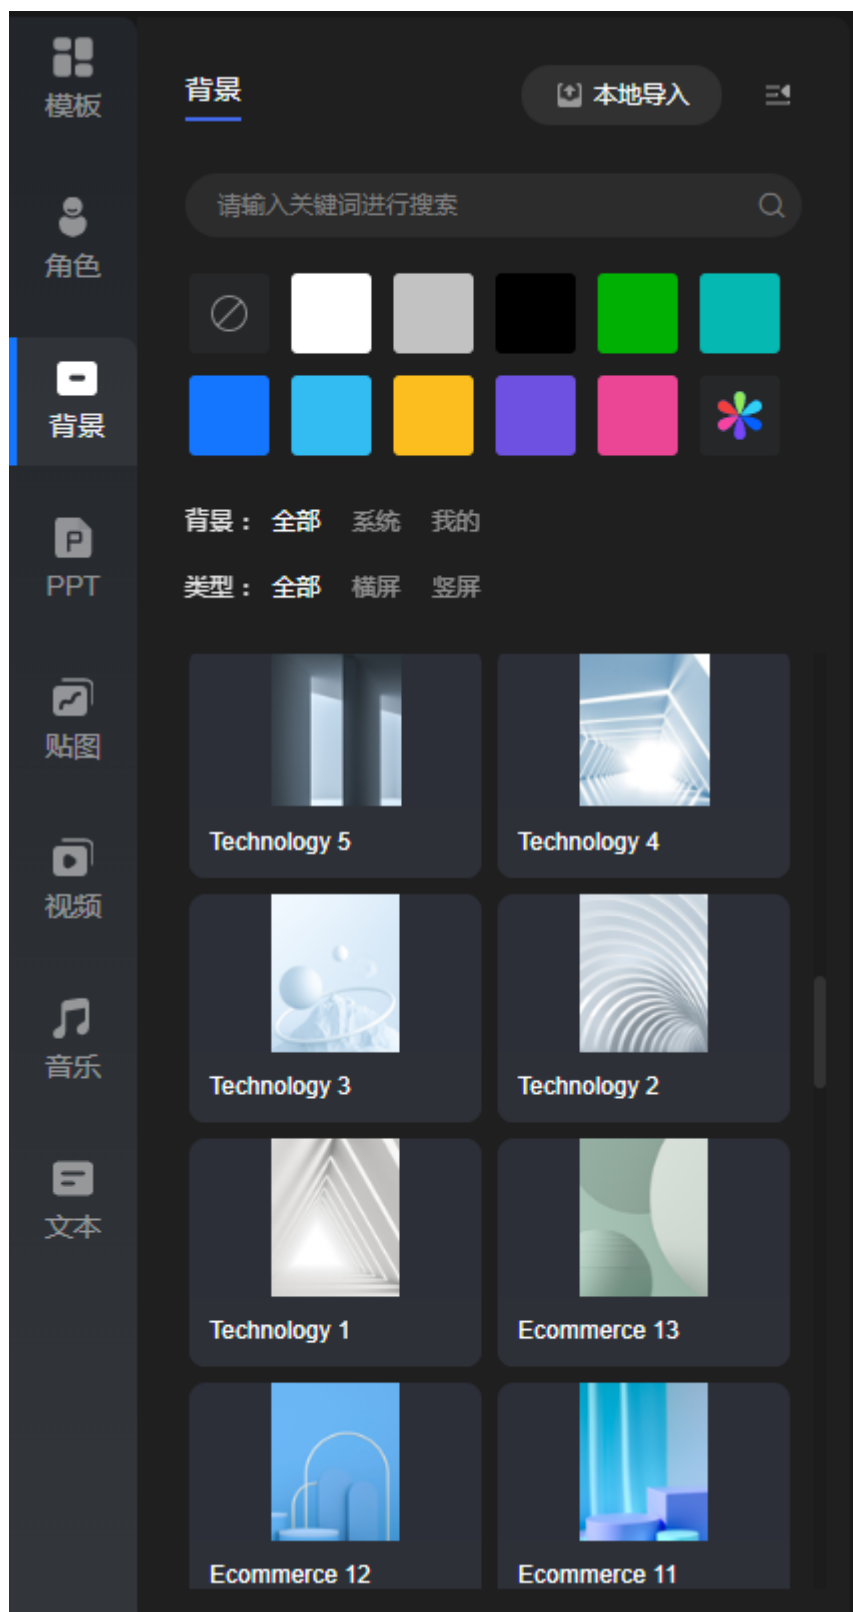 模板
角色
背景
PPT
贴图
视频
音乐
文本
背景
本地导入
请输入关键词进行搜索
背景： 全部 系统 我的
类型： 全部 横屏 竖屏
Technology 5
Technology 4
Technology 3
Technology 2
Technology 1
Ecommerce 13
Ecommerce 12
Ecommerce 11